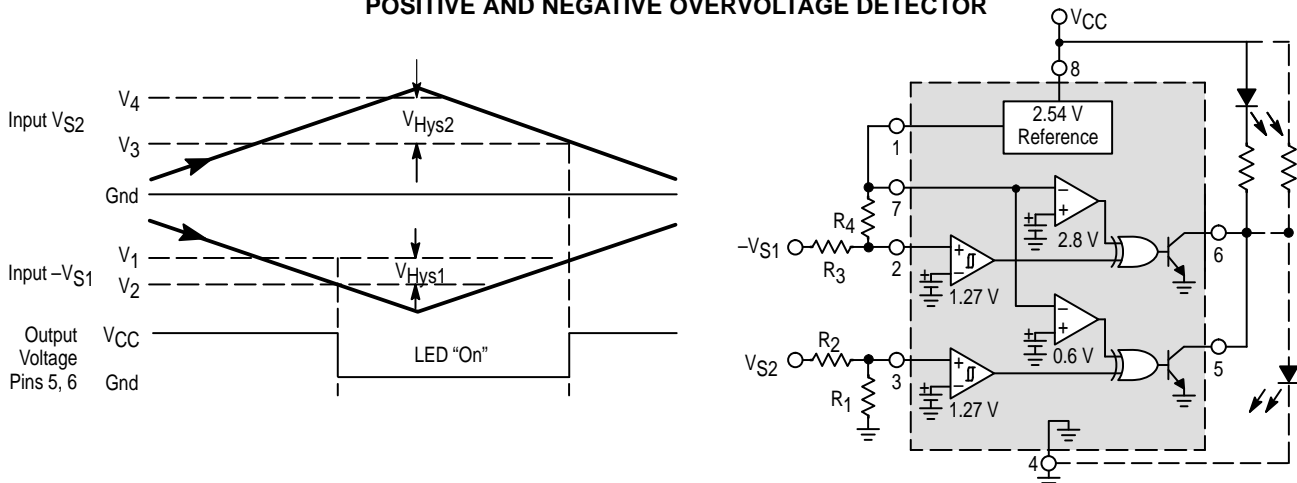 POSITIVE AND NEGATIVE OVERVOLTAGE DETECTOR
Input VS2
V4
V3
VHys2
Gnd
Input –VS1
V1
V2
VHys1
Output
Voltage
Pins 5, 6
VCC
Gnd
LED “On”
VCC
8
2.54 V
Reference
1
7
R4
–VS1
R3
2
+
–
1.27 V
–
+
2.8 V
6
VS2
R2
3
R1
+
–
1.27 V
–
+
0.6 V
5
4
+
+
+
+